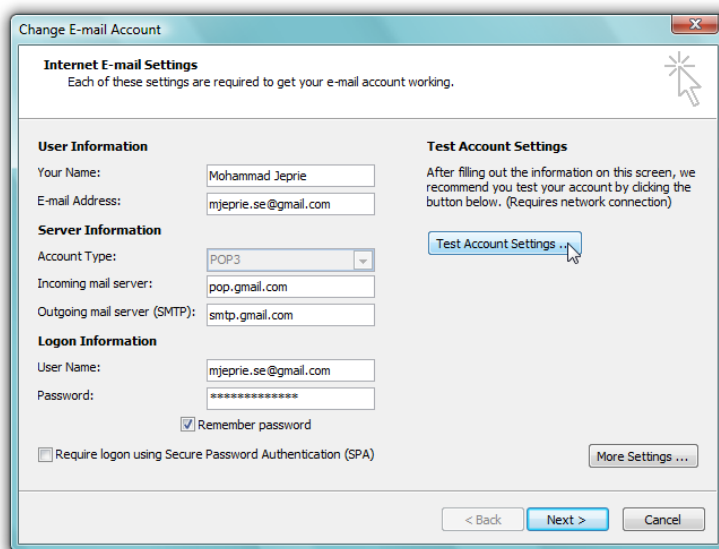 Change E-mail Account
Internet E-mail Settings
Each of these settings are required to get your e-mail account working.
User Information
Your Name:
Mohammad Jeprie
E-mail Address:
mjeprie.se@gmail.com
Server Information
Account Type:
POP3
Incoming mail server:
pop.gmail.com
Outgoing mail server (SMTP):
smtp.gmail.com
Logon Information
User Name:
mjeprie.se@gmail.com
Password:
*************
Remember password
Require logon using Secure Password Authentication (SPA)
Test Account Settings
After filling out the information on this screen, we
recommend you test your account by clicking the
button below. (Requires network connection)
Test Account Settings ...
More Settings ...
< Back
Next >
Cancel